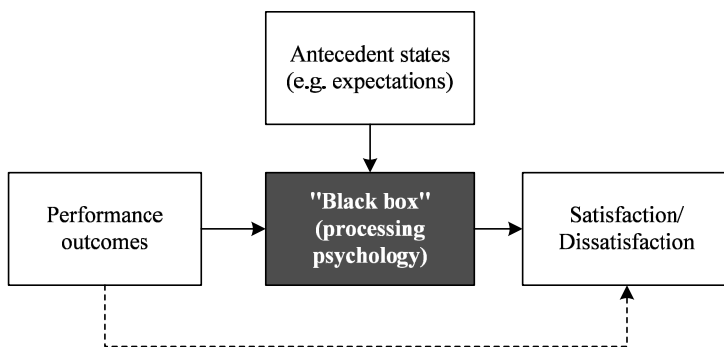 Antecedent states
(e.g. expectations)
Performance
outcomes
"Black box"
(processing
psychology)
Satisfaction/
Dissatisfaction